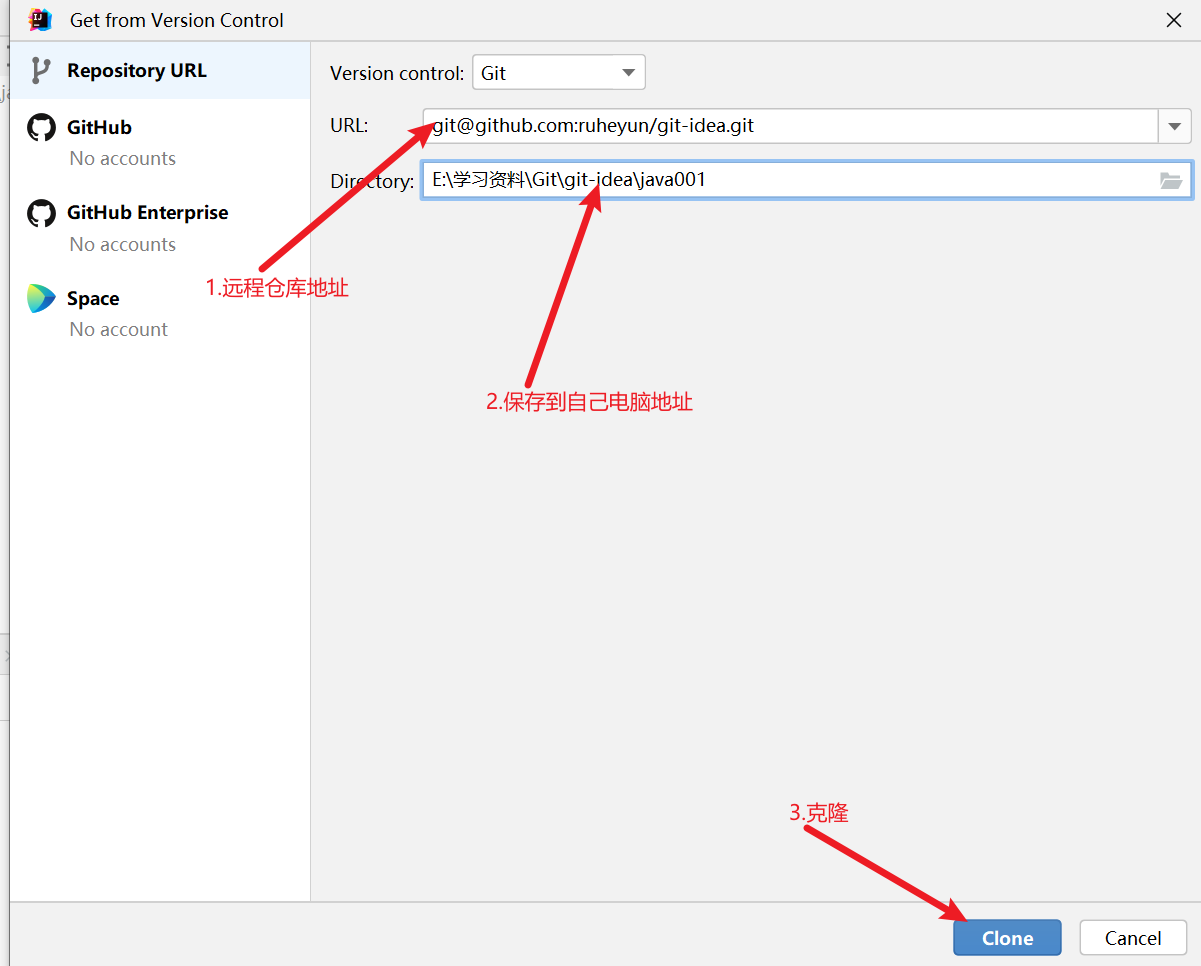 Get from Version Control
Repository URL
GitHub
No accounts
GitHub Enterprise
No accounts
Space
No account
Version control: Git
URL: git@github.com:ruheyun/git-idea.git
Directory: E:\学习资料\Git\git-idea\java001
1.远程仓库地址
2.保存到自己电脑地址
3.克隆
Clone
Cancel